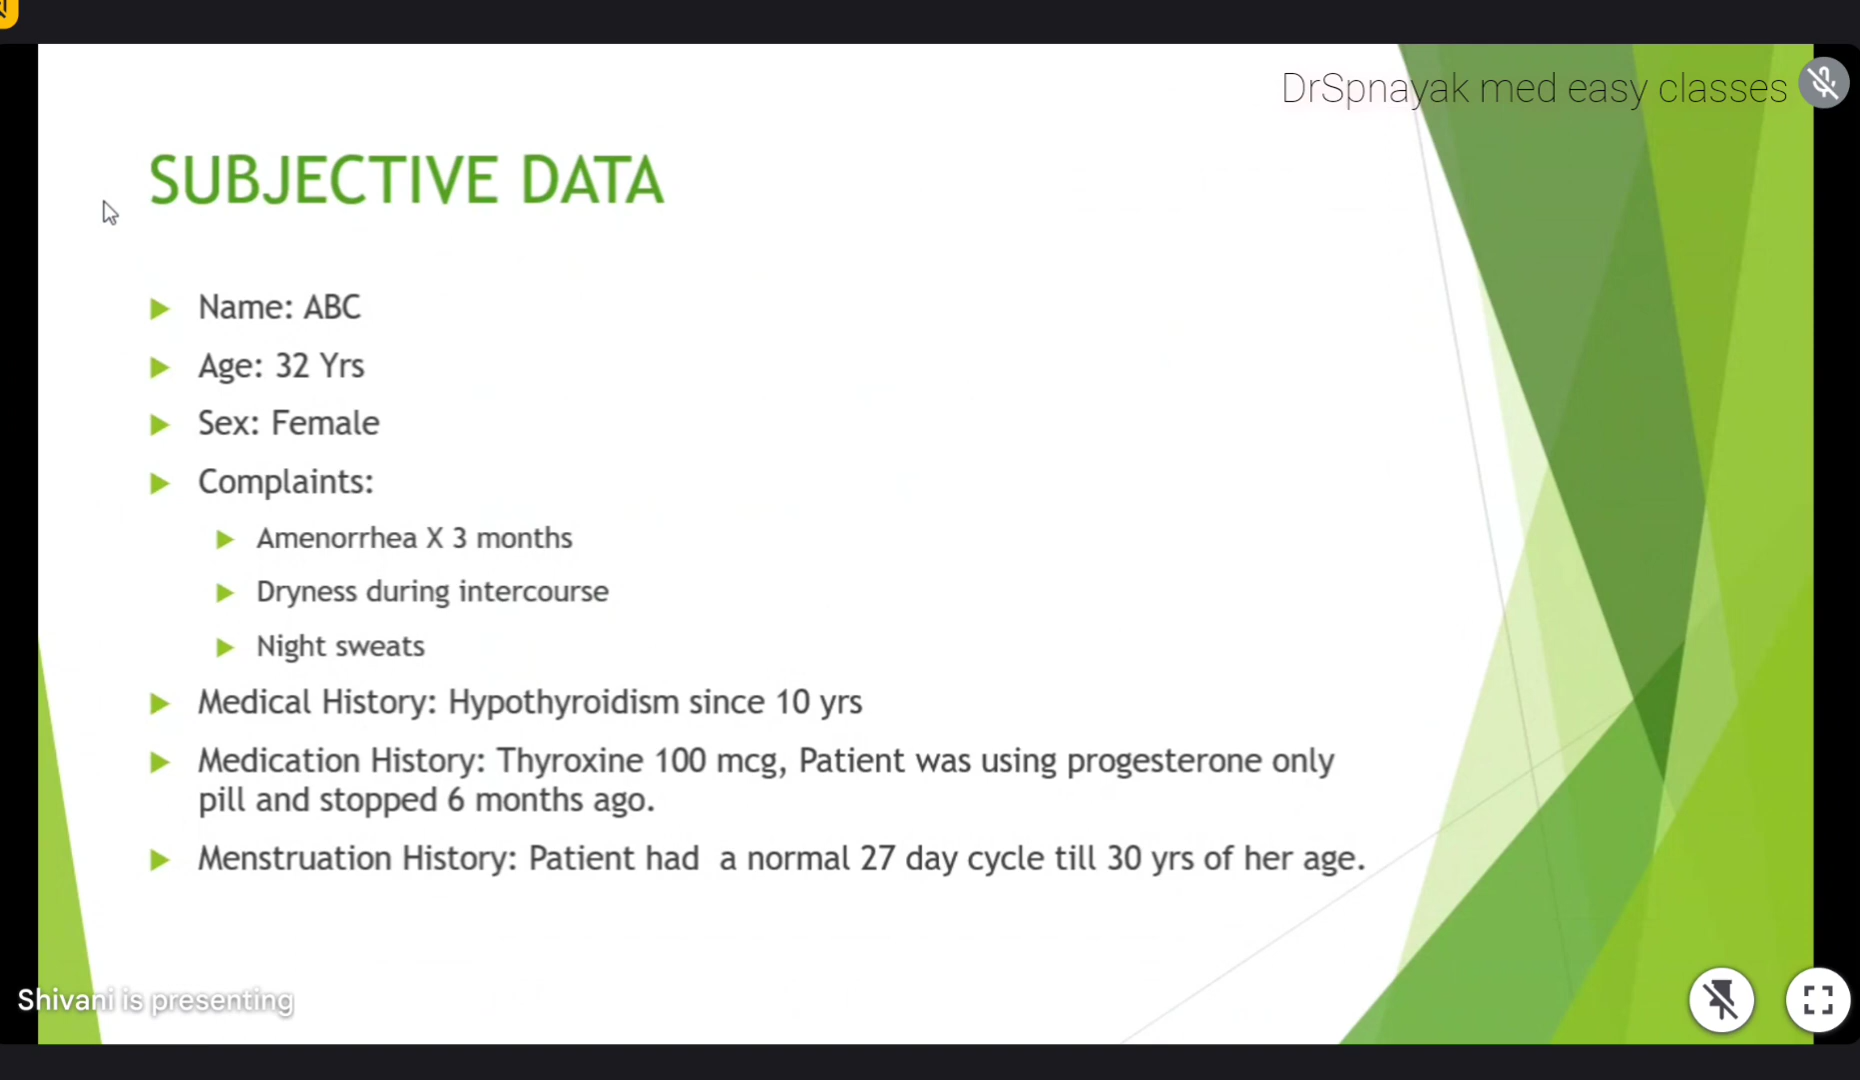 DrSpnayak med easy classes
SUBJECTIVE DATA
Name: ABC
Age: 32 Yrs
Sex: Female
Complaints:
Amenorrhea X 3 months
Dryness during intercourse
Night sweats
Medical History: Hypothyroidism since 10 yrs
Medication History: Thyroxine 100 mcg, Patient was using progesterone only
pill and stopped 6 months ago.
Menstruation History: Patient had a normal 27 day cycle till 30 yrs of her age.
Shivani is presenting